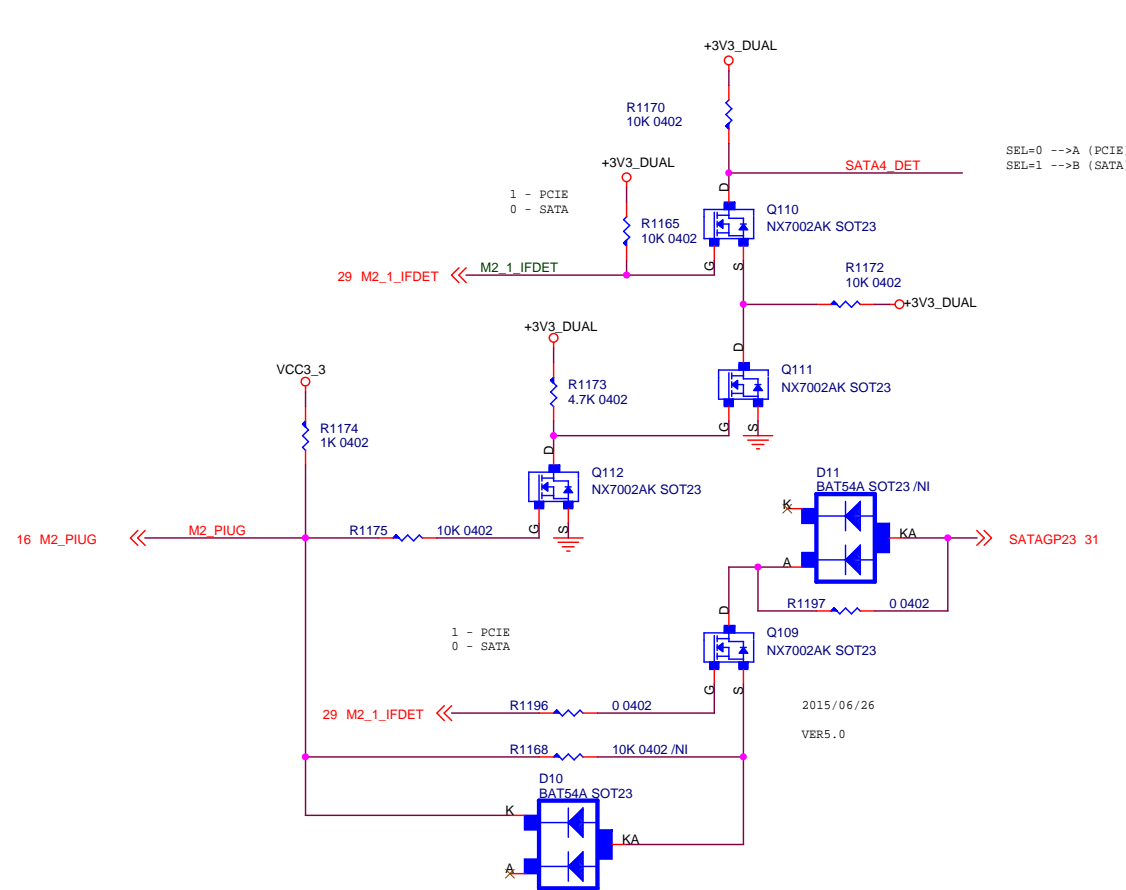 +3V3_DUAL
R1170
10K 0402
SEL=0 -->A (PCIE
SEL=1 -->B (SATA
SATA4_DET
+3V3_DUAL
1 - PCIE
0 - SATA
D
Q110
NX7002AK SOT23
R1165
10K 0402
G
S
29 M2_1_IFDET
M2_1_IFDET
R1172
10K 0402
+3V3_DUAL
+3V3_DUAL
D
Q111
NX7002AK SOT23
VCC3_3
R1173
4.7K 0402
G
S
R1174
1K 0402
D
Q112
NX7002AK SOT23
G
S
D11
BAT54A SOT23 /NI
K
KA
A
16 M2_PIUG
M2_PIUG
R1175
10K 0402
SATAGP23 31
R1197
0 0402
1 - PCIE
0 - SATA
D
Q109
NX7002AK SOT23
G
S
29 M2_1_IFDET
R1196
0 0402
2015/06/26
VER5.0
R1168
10K 0402 /NI
D10
BAT54A SOT23
K
KA
A